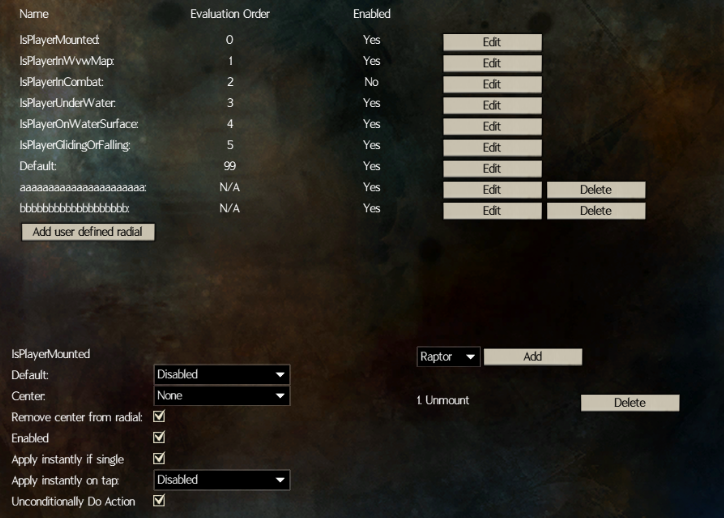 Name Evaluation Order Enabled
IsPlayerMounted: 0 Yes Edit
IsPlayerInWvwMap: 1 Yes Edit
IsPlayerInCombat: 2 No Edit
IsPlayerUnderWater: 3 Yes Edit
IsPlayerOnWaterSurface: 4 Yes Edit
IsPlayerGlidingOrFalling: 5 Yes Edit
Default: 99 Yes Edit
aaaaaaaaaaaaaaaaaaaaaa: N/A Yes Edit Delete
bbbbbbbbbbbbbbbbbb: N/A Yes Edit Delete
Add user defined radial
IsPlayerMounted Raptor Add
Default: Disabled
Center: None 1. Unmount Delete
Remove center from radial:
Enabled
Apply instantly if single
Apply instantly on tap: Disabled
Unconditionally Do Action